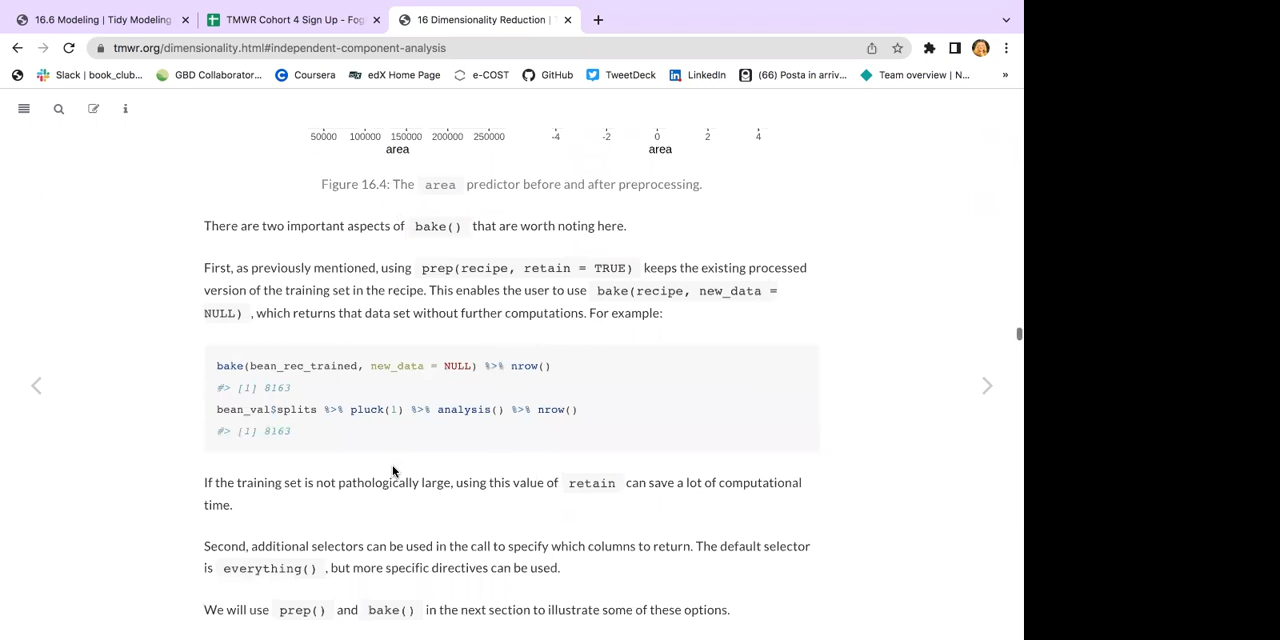 16.6 Modeling | Tidy Modeling
TMWR Cohort 4 Sign Up - Fog
16 Dimensionality Reduction |
tmwr.org/dimensionality.html#independent-component-analysis
Slack | book_club...
GBD Collaborator...
Coursera
edX Home Page
e-COST
GitHub
TweetDeck
LinkedIn
(66) Posta in arriv...
Team overview | N...
»
50000 100000 150000 200000 250000 -4 -2 0 2 4
area area
Figure 16.4: The area predictor before and after preprocessing.
There are two important aspects of bake() that are worth noting here.
First, as previously mentioned, using prep(recipe, retain = TRUE) keeps the existing processed
version of the training set in the recipe. This enables the user to use bake(recipe, new_data =
NULL) , which returns that data set without further computations. For example:
bake(bean_rec_trained, new_data = NULL) %>% nrow()
#> [1] 8163
bean_val$splits %>% pluck(1) %>% analysis() %>% nrow()
#> [1] 8163
If the training set is not pathologically large, using this value of retain can save a lot of computational
time.
Second, additional selectors can be used in the call to specify which columns to return. The default selector
is everything() , but more specific directives can be used.
We will use prep() and bake() in the next section to illustrate some of these options.